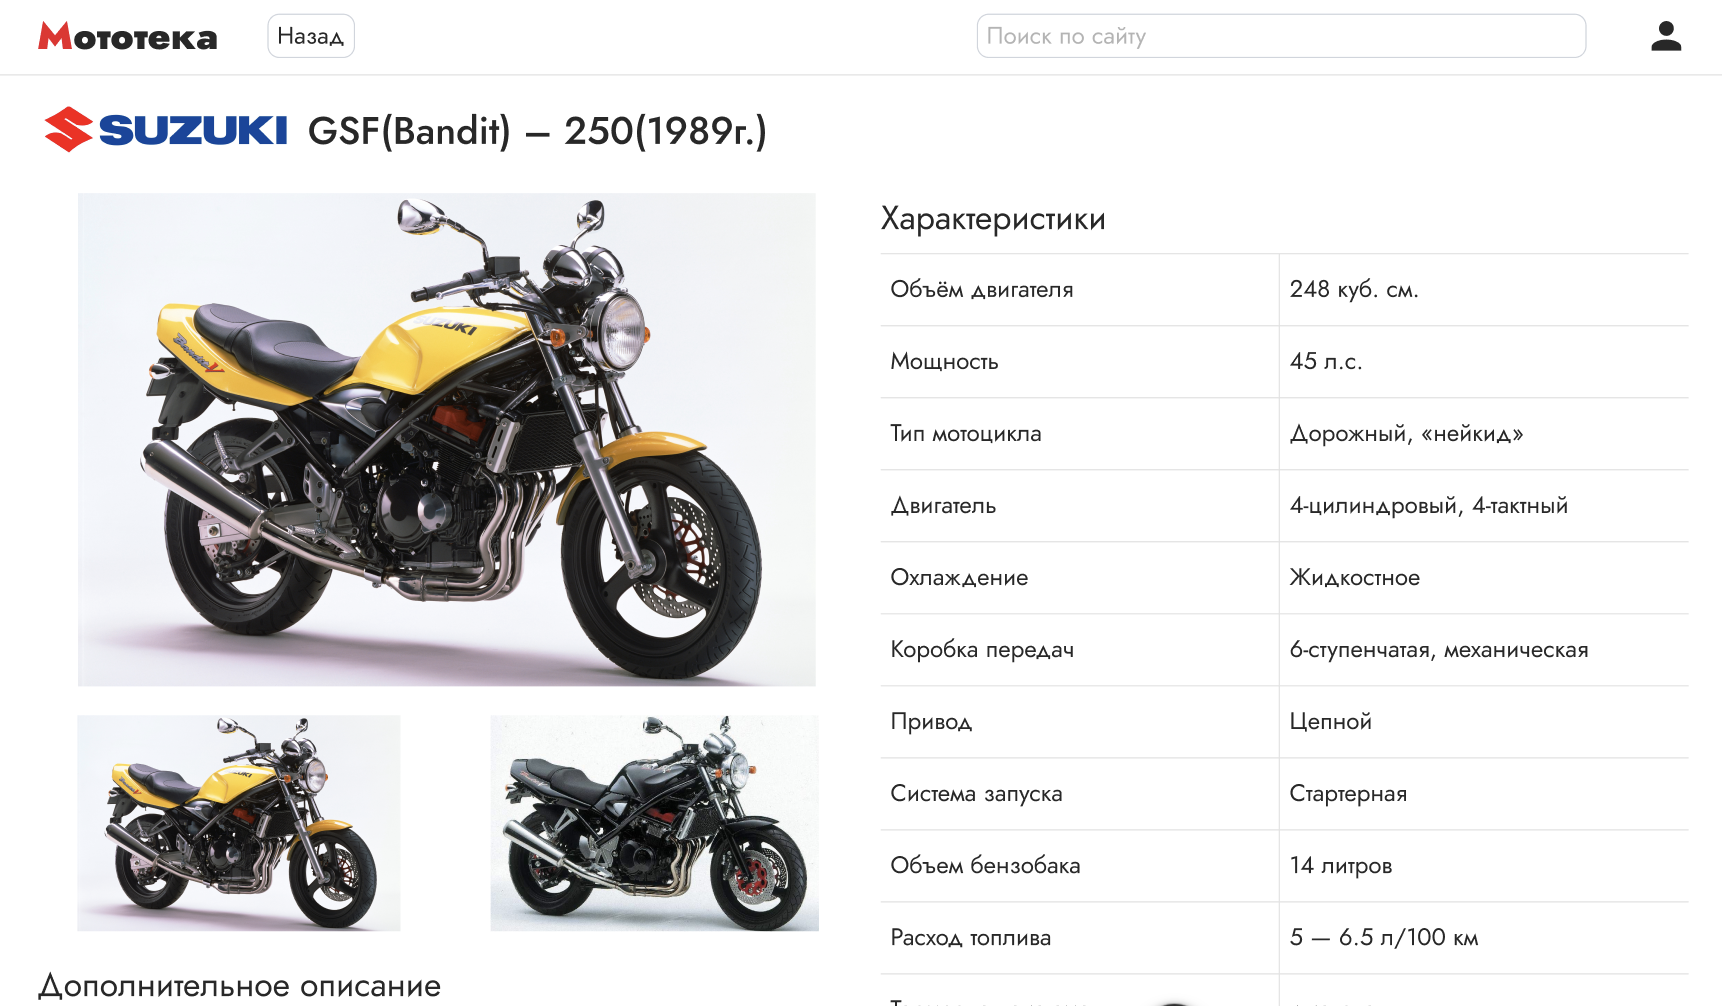 Мототека
Назад
Поиск по сайту
SUZUKI GSF(Bandit) – 250(1989г.)
SUZUKI
Bandit V
Характеристики
Объём двигателя 248 куб. см.
Мощность 45 л.с.
Тип мотоцикла Дорожный, «нейкид»
Двигатель 4-цилиндровый, 4-тактный
Охлаждение Жидкостное
Коробка передач 6-ступенчатая, механическая
Привод Цепной
Система запуска Стартерная
Объем бензобака 14 литров
Расход топлива 5 — 6.5 л/100 км
Дополнительное описание